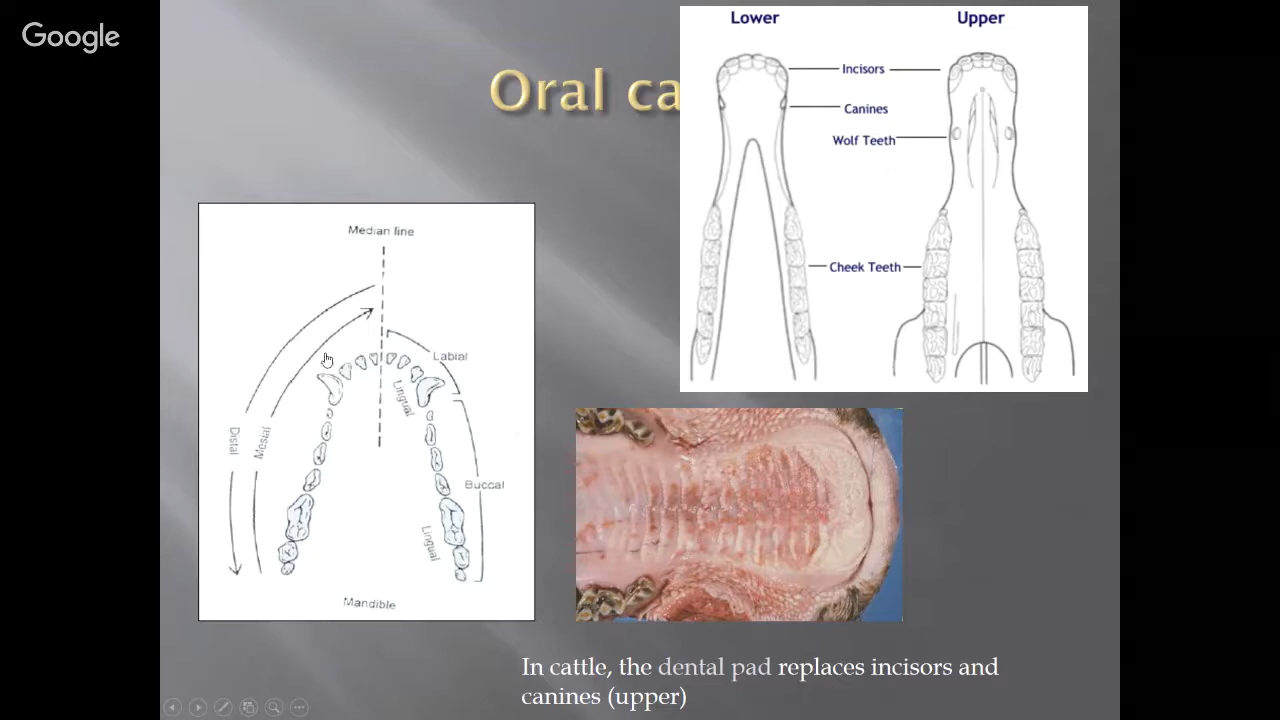 Google
Oral ca
Lower
Upper
Incisors
Canines
Wolf Teeth
Cheek Teeth
Median line
Labial
Lingual
Distal
Mesial
Buccal
Lingual
Mandible
In cattle, the dental pad replaces incisors and
canines (upper)